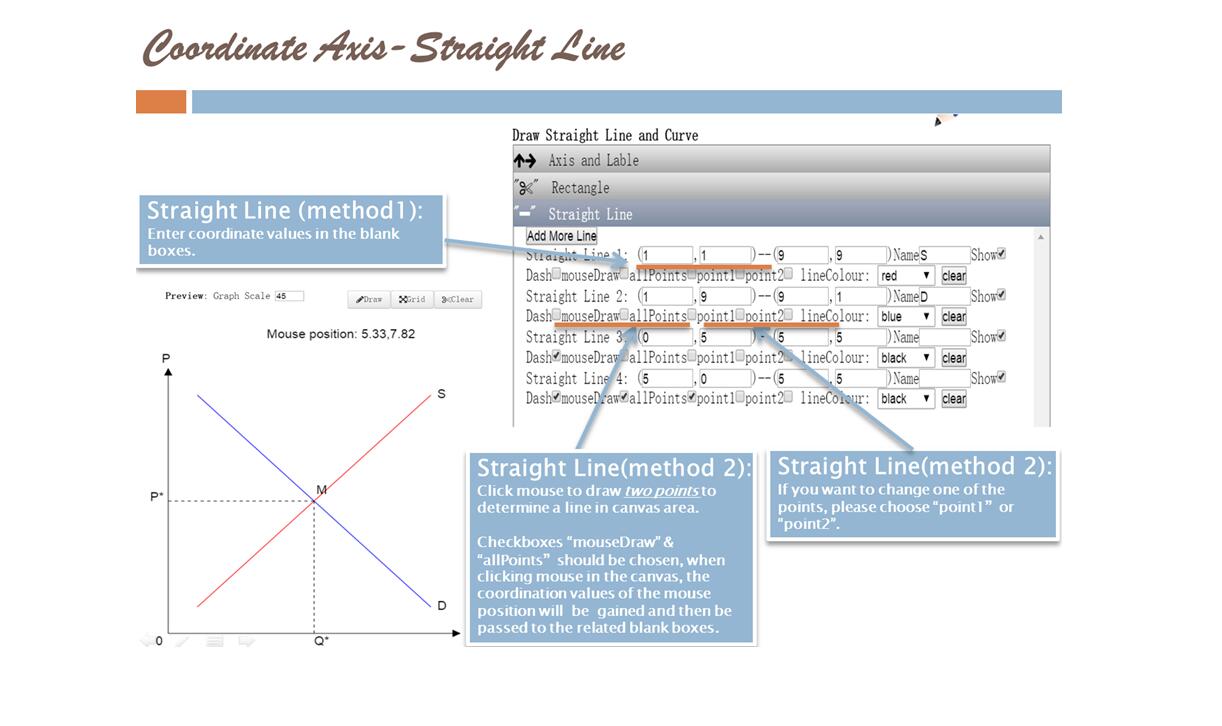 Coordinate Axis-Straight Line
Draw Straight Line and Curve
Axis and Lable
"✂" Rectangle
"–" Straight Line
Add More Line
Straight Line 1: (1 ,1 )--(9 ,9 )Name S Show
Dash mouseDraw allPoints point1 point2 lineColour: red clear
Straight Line 2: (1 ,9 )--(9 ,1 )Name D Show
Dash mouseDraw allPoints point1 point2 lineColour: blue clear
Straight Line 3: (0 ,5 )--(5 ,5 )Name Show
Dash mouseDraw allPoints point1 point2 lineColour: black clear
Straight Line 4: (5 ,0 )--(5 ,5 )Name Show
Dash mouseDraw allPoints point1 point2 lineColour: black clear
Straight Line (method1):
Enter coordinate values in the blank
boxes.
Preview: Graph Scale 45 Draw Grid Clear
Mouse position: 5.33,7.82
P
S
M
P*
D
0
Q*
Straight Line(method 2):
Click mouse to draw two points to
determine a line in canvas area.
Checkboxes “mouseDraw” &
“allPoints” should be chosen, when
clicking mouse in the canvas, the
coordination values of the mouse
position will be gained and then be
passed to the related blank boxes.
Straight Line(method 2):
If you want to change one of the
points, please choose “point1” or
“point2”.